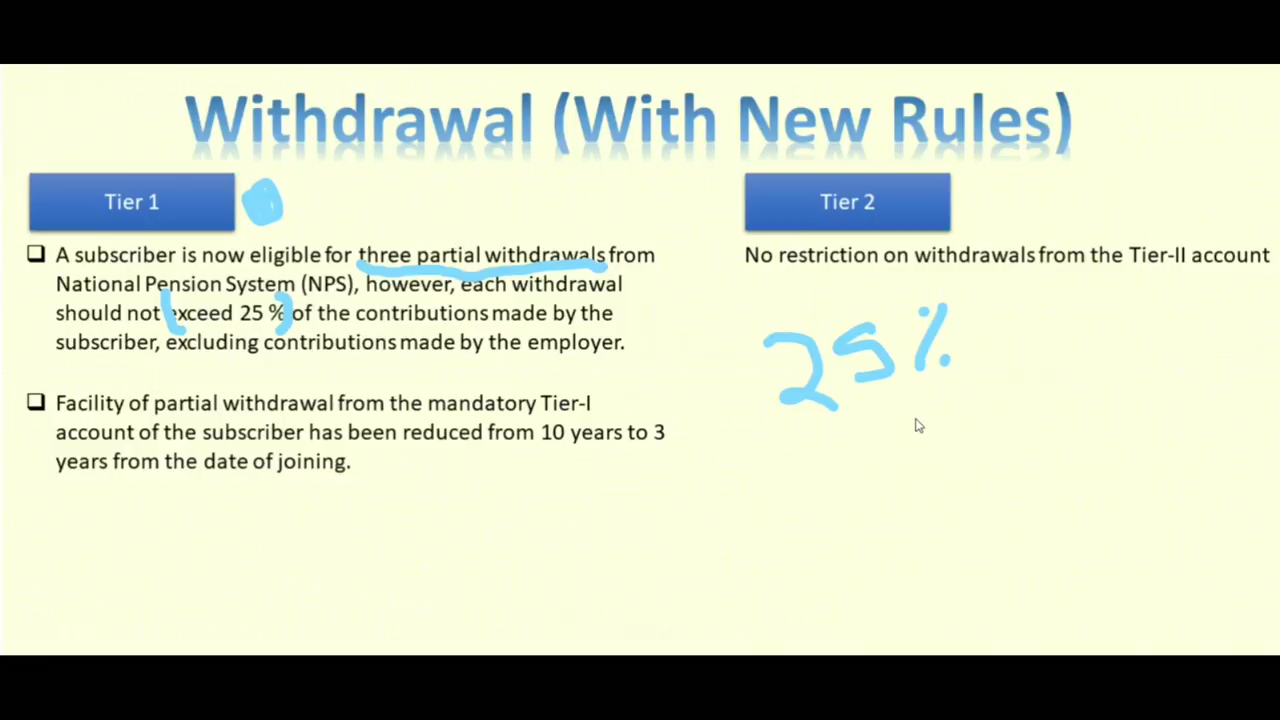 Withdrawal (With New Rules)
Tier 1
A subscriber is now eligible for three partial withdrawals from
National Pension System (NPS), however, each withdrawal
should not exceed 25 % of the contributions made by the
subscriber, excluding contributions made by the employer.
Facility of partial withdrawal from the mandatory Tier-I
account of the subscriber has been reduced from 10 years to 3
years from the date of joining.
Tier 2
No restriction on withdrawals from the Tier-II account
25%